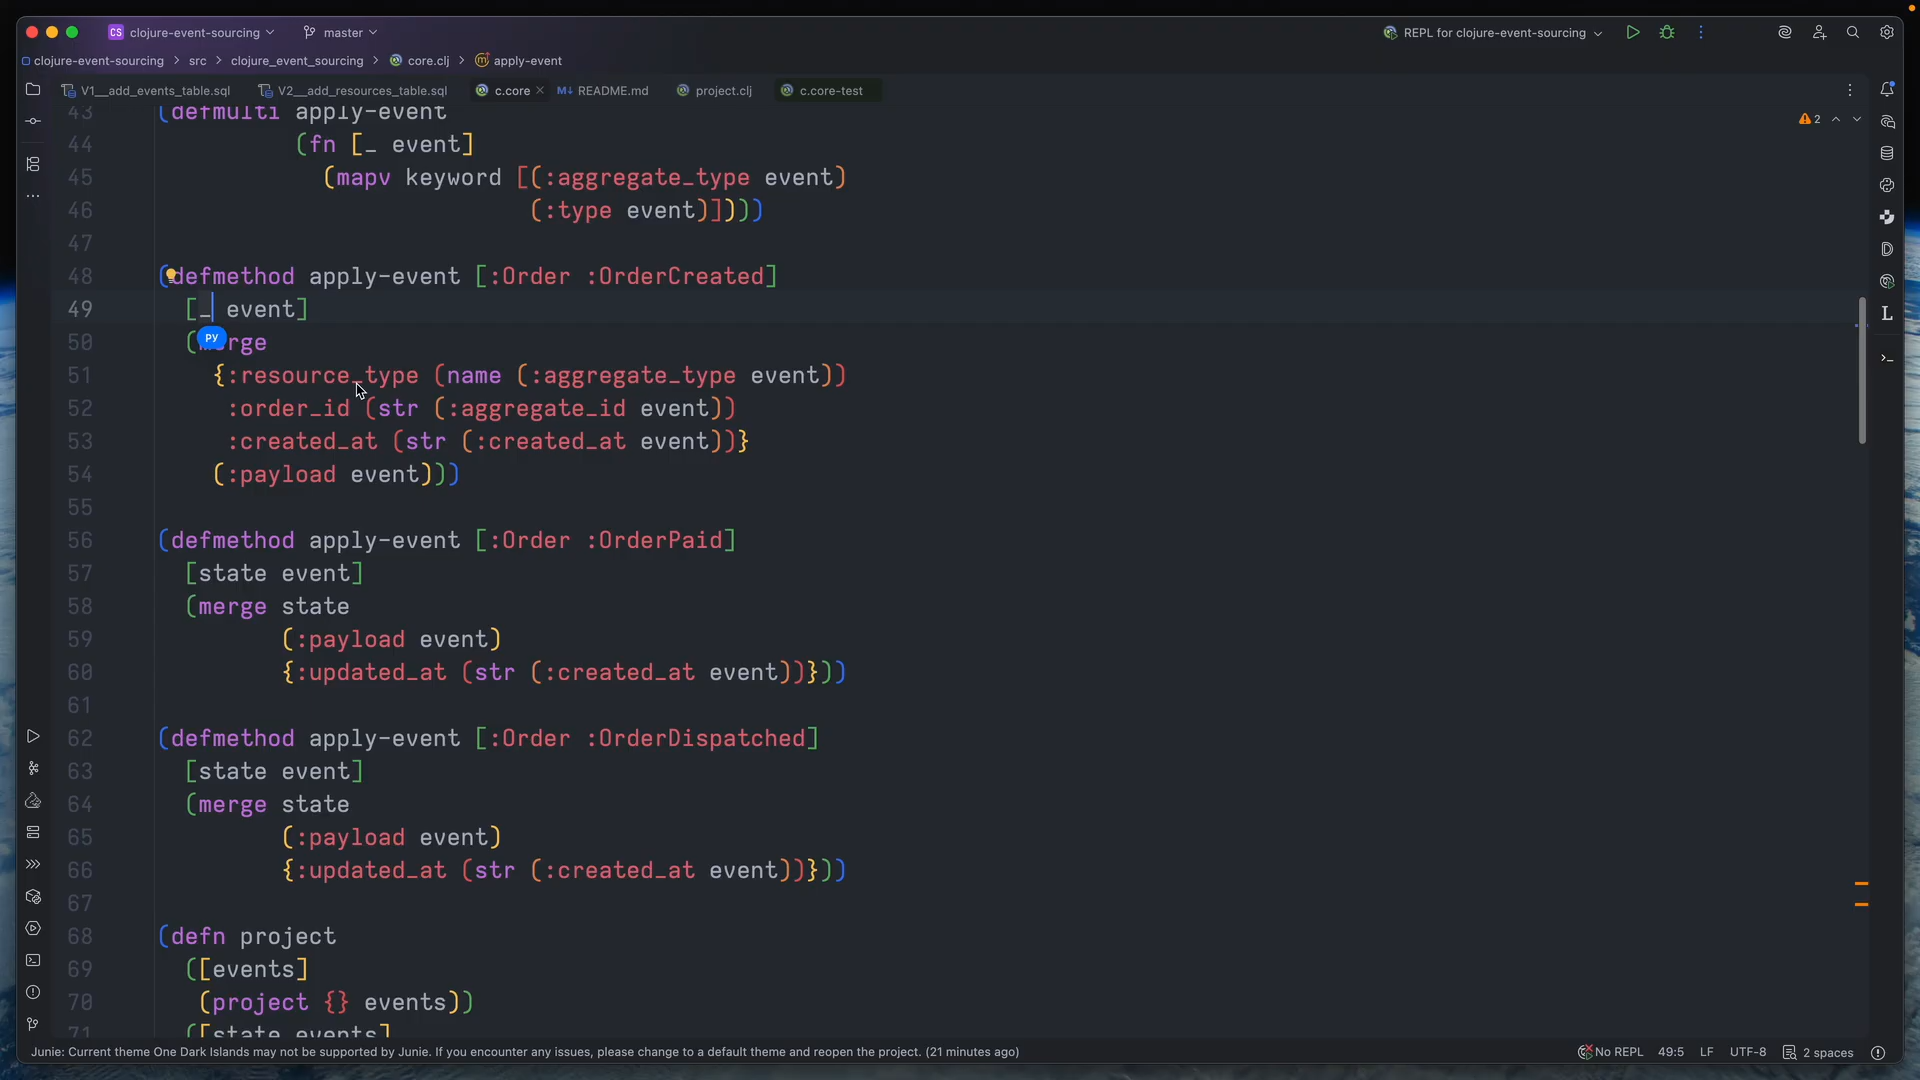 CS clojure-event-sourcing master REPL for clojure-event-sourcing
clojure-event-sourcing src clojure_event_sourcing core.clj apply-event
V1__add_events_table.sql V2__add_resources_table.sql c.core README.md project.clj c.core-test
43 (defmulti apply-event
2
44 (fn [_ event]
45 (mapv keyword [(:aggregate_type event)
46 (:type event)])))
47
48 (defmethod apply-event [:Order :OrderCreated]
49 [_ event]
PY
50 (merge
51 {:resource_type (name (:aggregate_type event))
52 :order_id (str (:aggregate_id event))
53 :created_at (str (:created_at event))}
54 (:payload event)))
55
56 (defmethod apply-event [:Order :OrderPaid]
57 [state event]
58 (merge state
59 (:payload event)
60 {:updated_at (str (:created_at event))}))
61
62 (defmethod apply-event [:Order :OrderDispatched]
63 [state event]
64 (merge state
65 (:payload event)
66 {:updated_at (str (:created_at event))}))
67
68 (defn project
69 ([events]
70 (project {} events))
71 ([state events]
Junie: Current theme One Dark Islands may not be supported by Junie. If you encounter any issues, please change to a default theme and reopen the project. (21 minutes ago) No REPL 49:5 LF UTF-8 2 spaces